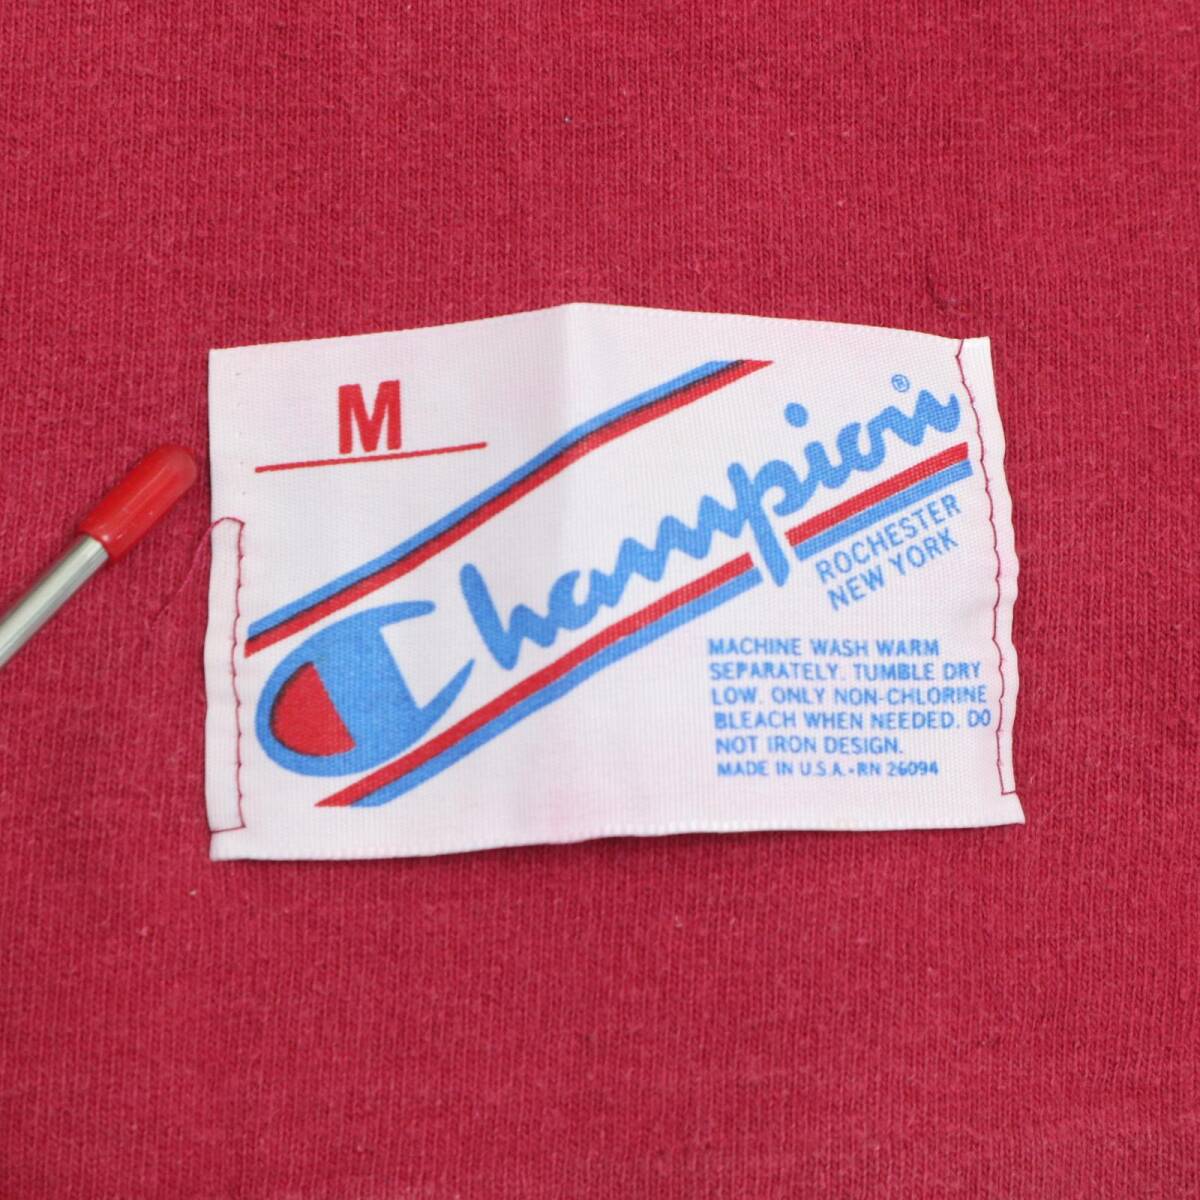 M
Champion®
ROCHESTER
NEW YORK
MACHINE WASH WARM
SEPARATELY. TUMBLE DRY
LOW. ONLY NON-CHLORINE
BLEACH WHEN NEEDED. DO
NOT IRON DESIGN.
MADE IN U.S.A.-RN 26094